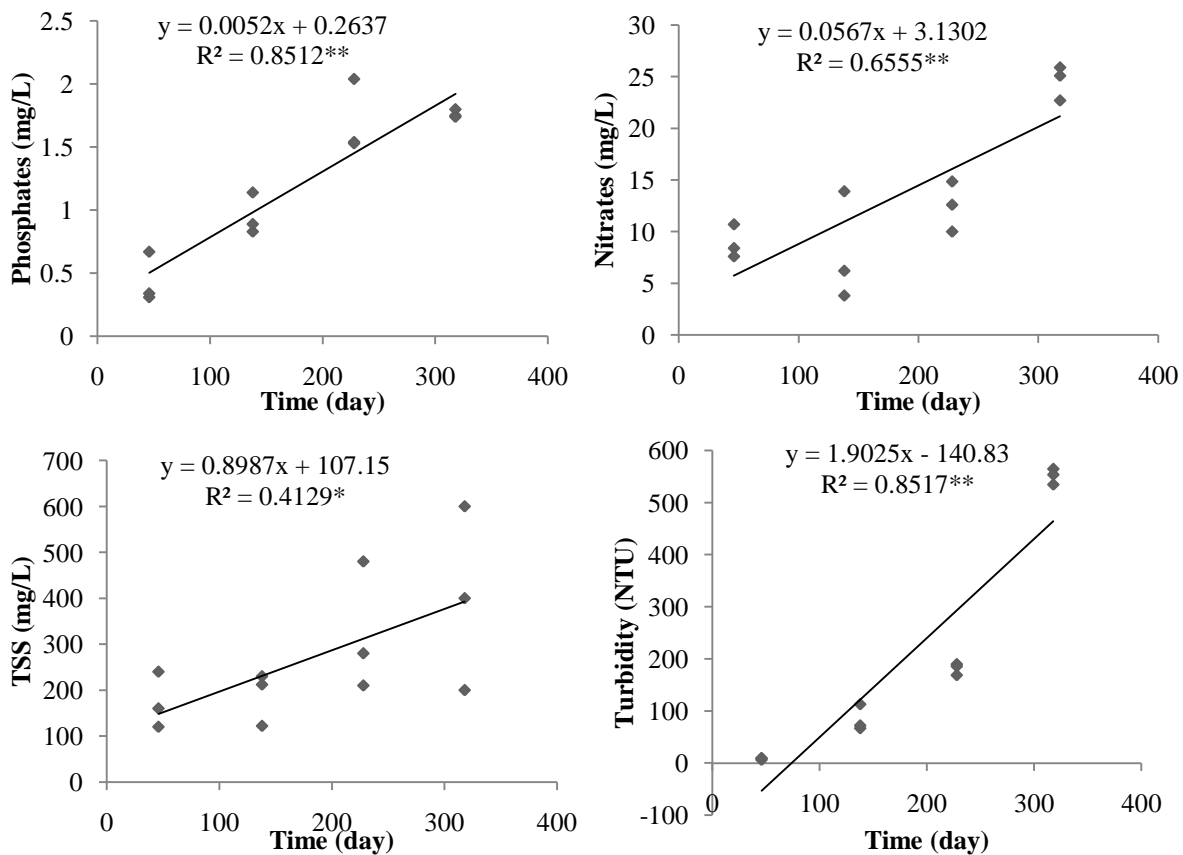 y = 0.0052x + 0.2637
R² = 0.8512**
2.5
2
1.5
1
0.5
0
Phosphates (mg/L)
0 100 200 300 400
Time (day)
y = 0.0567x + 3.1302
R² = 0.6555**
30
25
20
15
10
5
0
Nitrates (mg/L)
0 100 200 300 400
Time (day)
y = 0.8987x + 107.15
R² = 0.4129*
700
600
500
400
300
200
100
0
TSS (mg/L)
0 100 200 300 400
Time (day)
y = 1.9025x - 140.83
R² = 0.8517**
600
500
400
300
200
100
0
-100
Turbidity (NTU)
0 100 200 300 400
Time (day)